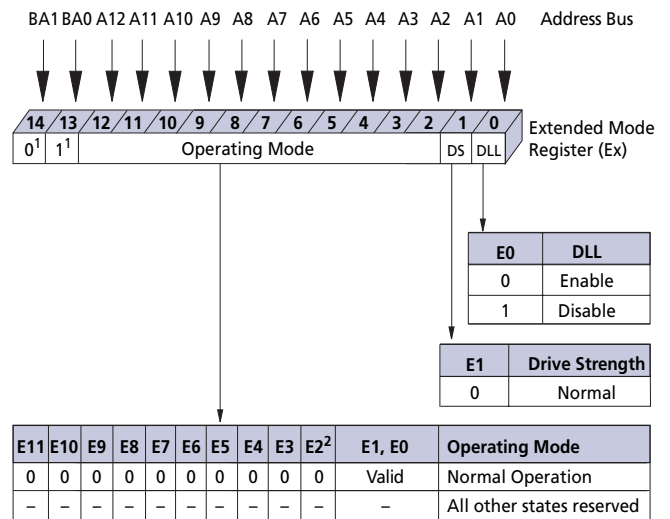 BA1 BA0 A12 A11 A10 A9 A8 A7 A6 A5 A4 A3 A2 A1 A0 Address Bus
14 13 12 11 10 9 8 7 6 5 4 3 2 1 0
Extended Mode
Register (Ex)
0¹ 1¹ Operating Mode DS DLL
E0 DLL
0 Enable
1 Disable
E1 Drive Strength
0 Normal
E11 E10 E9 E8 E7 E6 E5 E4 E3 E2² E1, E0 Operating Mode
0 0 0 0 0 0 0 0 0 0 Valid Normal Operation
– – – – – – – – – – – All other states reserved